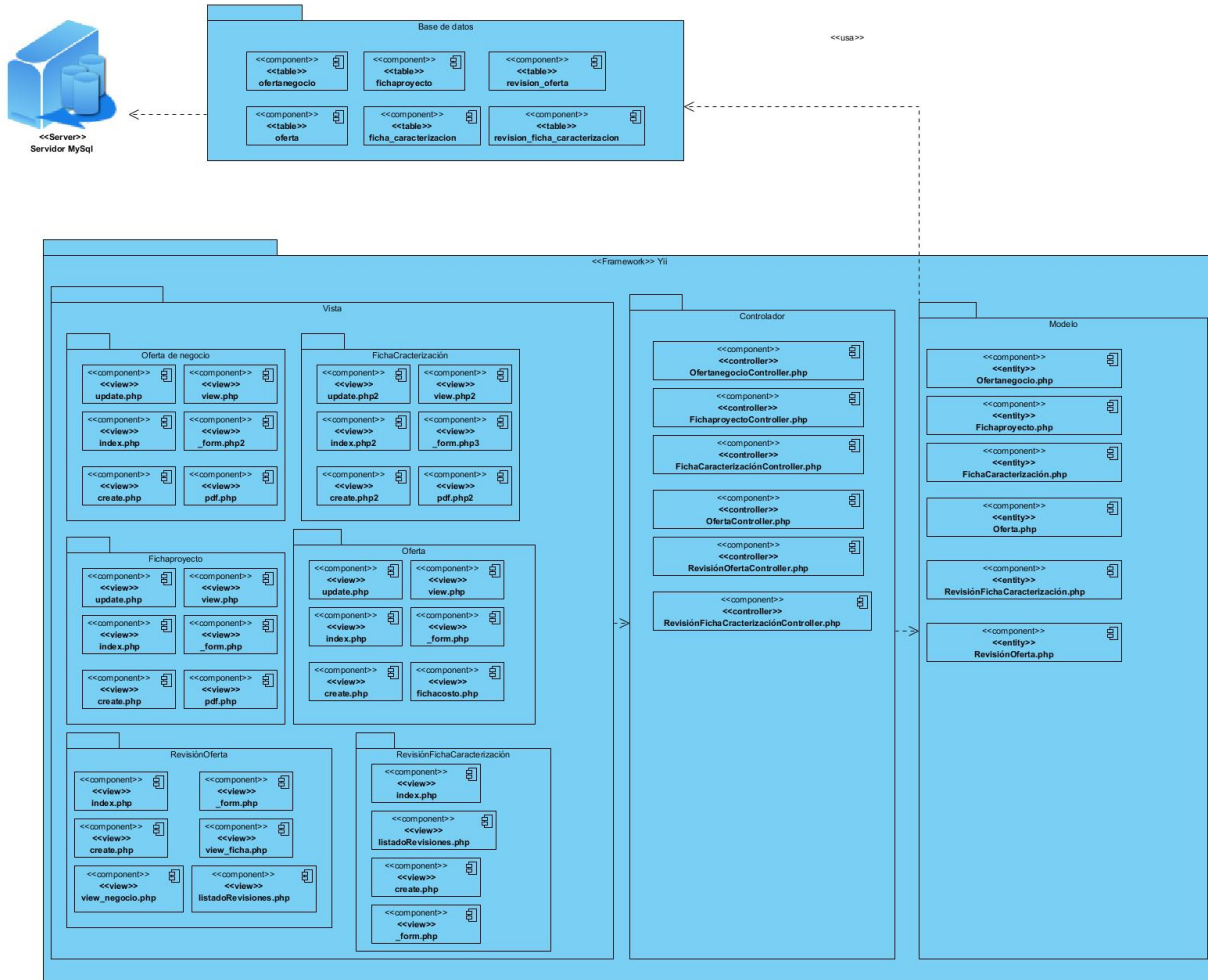 Base de datos
<<usa>>
<<component>>
<<table>>
ofertanegocio
<<component>>
<<table>>
fichaproyecto
<<component>>
<<table>>
revision_oferta
<<component>>
<<table>>
oferta
<<component>>
<<table>>
ficha_caracterizacion
<<component>>
<<table>>
revision_ficha_caracterizacion
<<Server>>
Servidor MySql
<<Framework>> Yii
Vista
Oferta de negocio
<<component>>
<<view>>
update.php
<<component>>
<<view>>
view.php
<<component>>
<<view>>
index.php
<<component>>
<<view>>
_form.php2
<<component>>
<<view>>
create.php
<<component>>
<<view>>
pdf.php
FichaCracterización
<<component>>
<<view>>
update.php2
<<component>>
<<view>>
view.php2
<<component>>
<<view>>
index.php2
<<component>>
<<view>>
_form.php3
<<component>>
<<view>>
create.php2
<<component>>
<<view>>
pdf.php2
Fichaproyecto
<<component>>
<<view>>
update.php
<<component>>
<<view>>
view.php
<<component>>
<<view>>
index.php
<<component>>
<<view>>
_form.php
<<component>>
<<view>>
create.php
<<component>>
<<view>>
pdf.php
Oferta
<<component>>
<<view>>
update.php
<<component>>
<<view>>
view.php
<<component>>
<<view>>
index.php
<<component>>
<<view>>
_form.php
<<component>>
<<view>>
create.php
<<component>>
<<view>>
fichacosto.php
RevisiónOferta
<<component>>
<<view>>
index.php
<<component>>
<<view>>
_form.php
<<component>>
<<view>>
create.php
<<component>>
<<view>>
view_ficha.php
<<component>>
<<view>>
view_negocio.php
<<component>>
<<view>>
listadoRevisiones.php
RevisiónFichaCaracterización
<<component>>
<<view>>
index.php
<<component>>
<<view>>
listadoRevisiones.php
<<component>>
<<view>>
create.php
<<component>>
<<view>>
_form.php
Controlador
<<component>>
<<controller>>
OfertanegocioController.php
<<component>>
<<controller>>
FichaproyectoController.php
<<component>>
<<controller>>
FichaCaracterizaciónController.php
<<component>>
<<controller>>
OfertaController.php
<<component>>
<<controller>>
RevisiónOfertaController.php
<<component>>
<<controller>>
RevisiónFichaCracterizaciónController.php
Modelo
<<component>>
<<entity>>
Ofertanegocio.php
<<component>>
<<entity>>
Fichaproyecto.php
<<component>>
<<entity>>
FichaCaracterización.php
<<component>>
<<entity>>
Oferta.php
<<component>>
<<entity>>
RevisiónFichaCaracterización.php
<<component>>
<<entity>>
RevisiónOferta.php